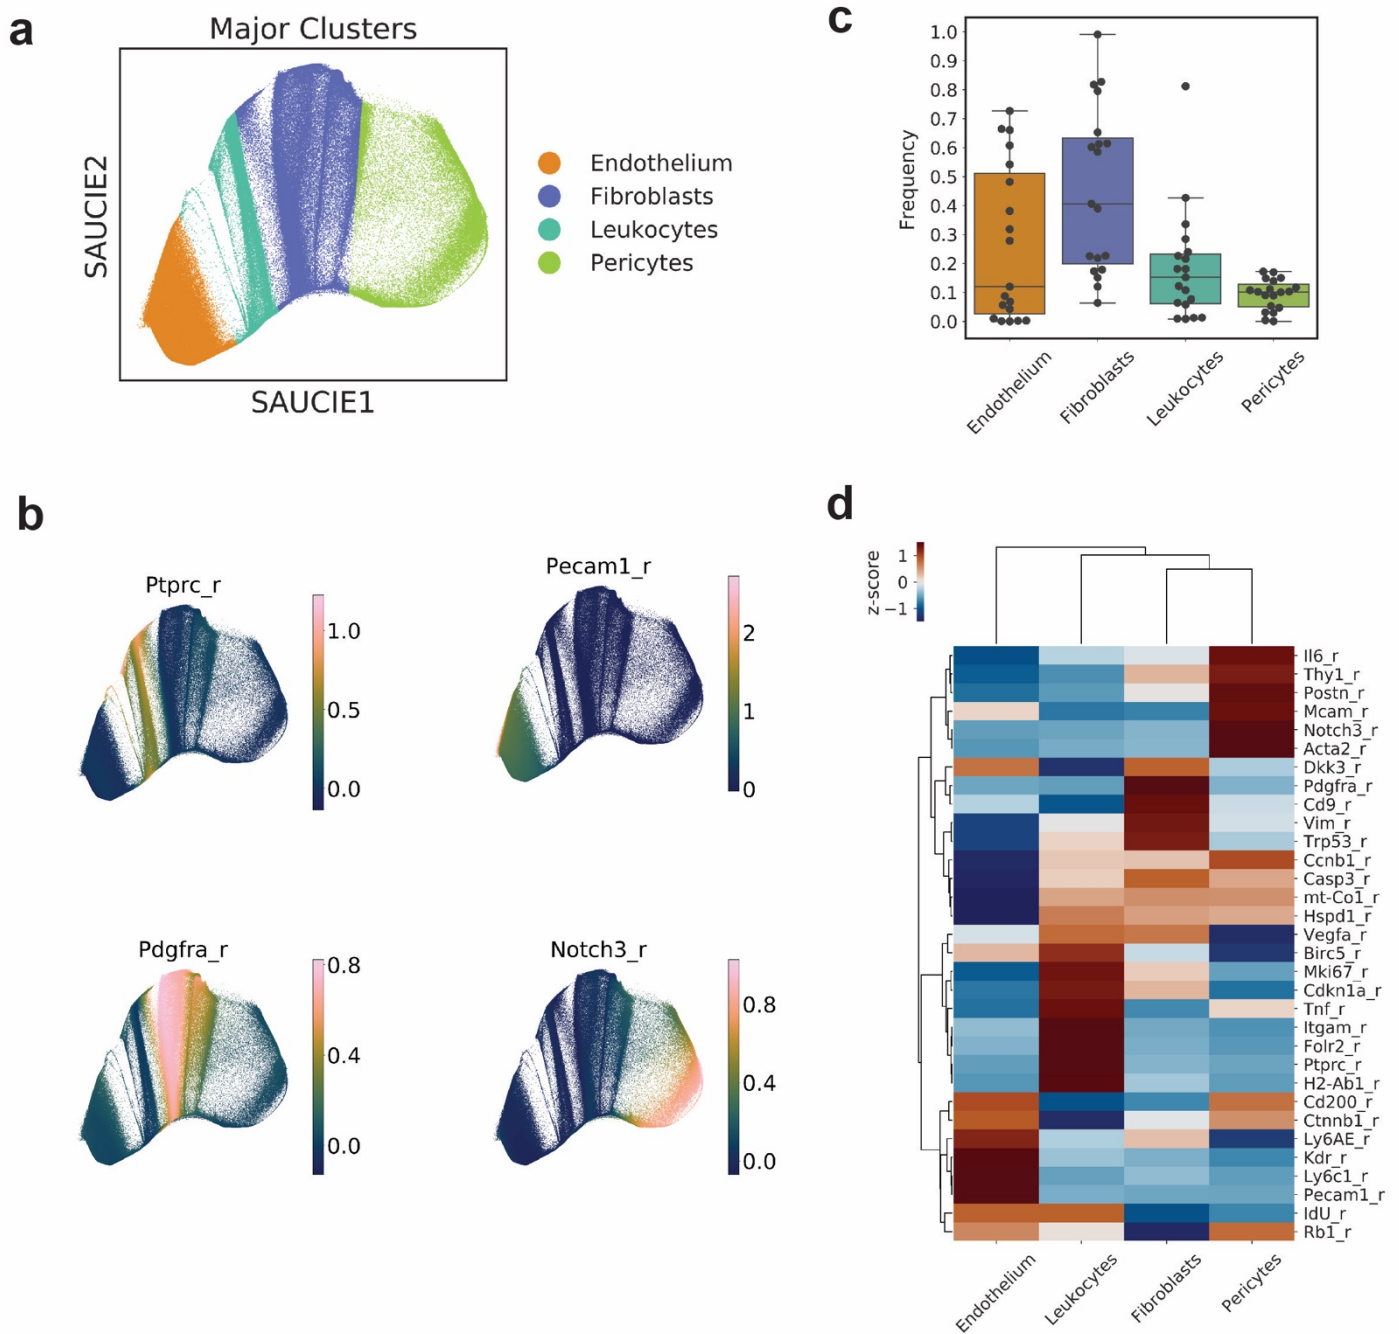 a
Major Clusters
SAUCIE2
SAUCIE1
Endothelium
Fibroblasts
Leukocytes
Pericytes
c
Frequency
1.0
0.9
0.8
0.7
0.6
0.5
0.4
0.3
0.2
0.1
0.0
Endothelium
Fibroblasts
Leukocytes
Pericytes
b
Ptprc_r
1.0
0.5
0.0
Pecam1_r
2
1
0
Pdgfra_r
0.8
0.4
0.0
Notch3_r
0.8
0.4
0.0
d
z-score
1
0
−1
Il6_r
Thy1_r
Postn_r
Mcam_r
Notch3_r
Acta2_r
Dkk3_r
Pdgfra_r
Cd9_r
Vim_r
Trp53_r
Ccnb1_r
Casp3_r
mt-Co1_r
Hspd1_r
Vegfa_r
Birc5_r
Mki67_r
Cdkn1a_r
Tnf_r
Itgam_r
Folr2_r
Ptprc_r
H2-Ab1_r
Cd200_r
Ctnnb1_r
Ly6AE_r
Kdr_r
Ly6c1_r
Pecam1_r
IdU_r
Rb1_r
Endothelium
Leukocytes
Fibroblasts
Pericytes